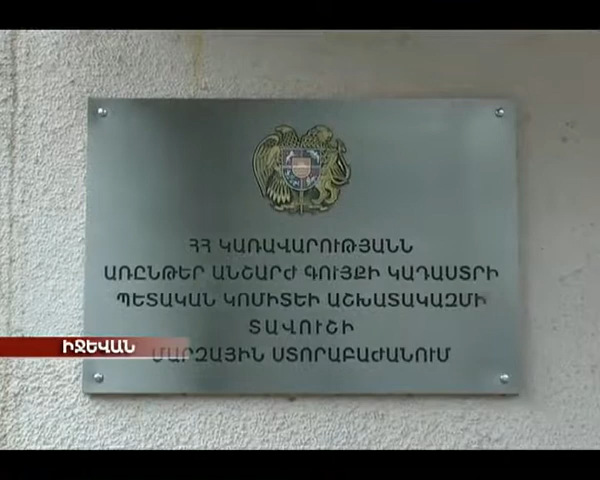 ՀՀ ԿԱՌԱՎԱՐՈՒԹՅԱՆՆ
ԱՌԸՆԹԵՐ ԱՆՇԱՐԺ ԳՈՒՅՔԻ ԿԱԴԱՍՏՐԻ
ՊԵՏԱԿԱՆ ԿՈՄԻՏԵԻ ԱՇԽԱՏԱԿԱԶՄԻ
ՏԱՎՈՒՇԻ
ՄԱՐԶԱՅԻՆ ՍՏՈՐԱԲԱԺԱՆՈՒՄ
ԻՋԵՎԱՆ